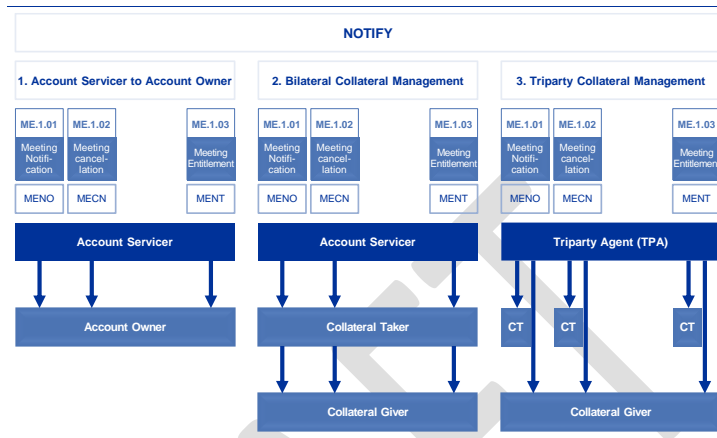 NOTIFY
1. Account Servicer to Account Owner
2. Bilateral Collateral Management
3. Triparty Collateral Management
ME.1.01
ME.1.02
ME.1.03
ME.1.01
ME.1.02
ME.1.03
ME.1.01
ME.1.02
ME.1.03
Meeting
Notifi-
cation
Meeting
cancel-
lation
Meeting
Entitlement
Meeting
Notifi-
cation
Meeting
cancel-
lation
Meeting
Entitlement
Meeting
Notifi-
cation
Meeting
cancel-
lation
Meeting
Entitlement
MENO
MECN
MENT
MENO
MECN
MENT
MENO
MECN
MENT
Account Servicer
Account Servicer
Triparty Agent (TPA)
Account Owner
Collateral Taker
CT
CT
CT
Collateral Giver
Collateral Giver